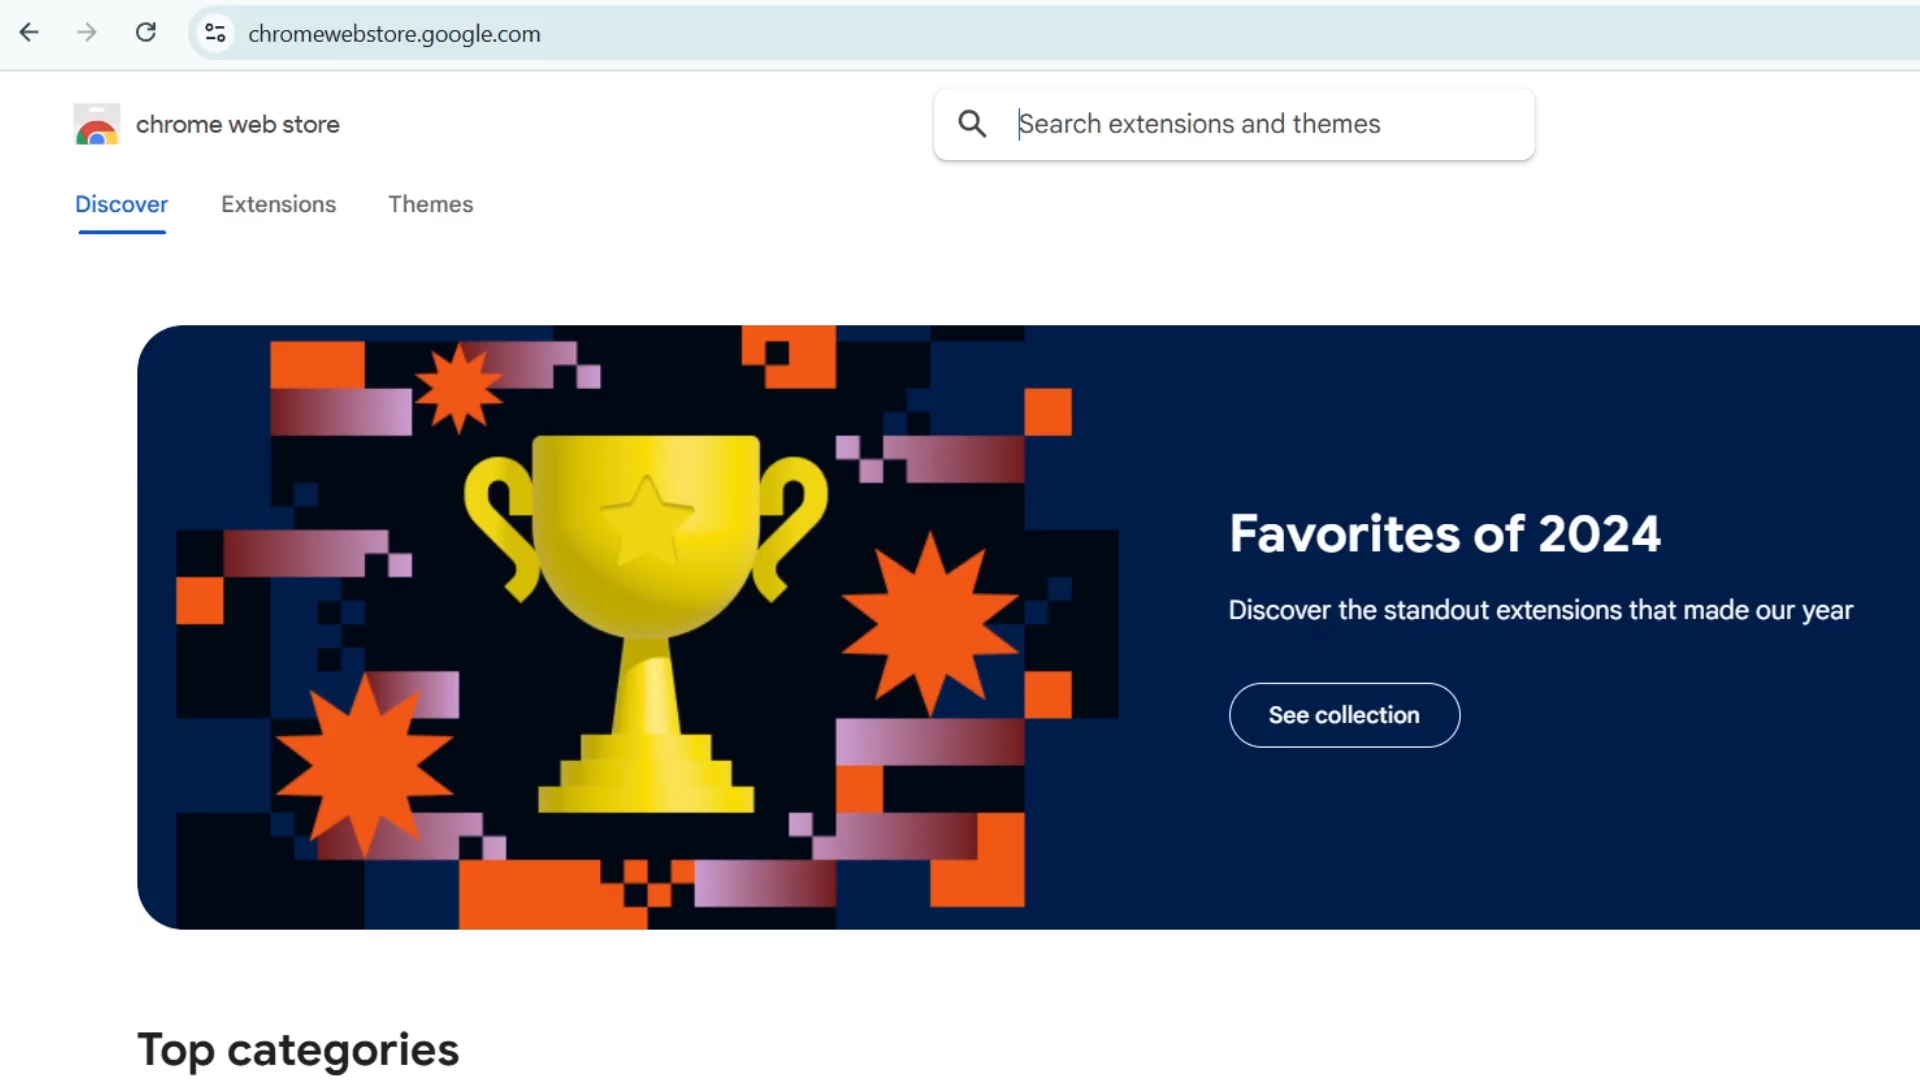 chromewebstore.google.com
chrome web store
Search extensions and themes
Discover
Extensions
Themes
Favorites of 2024
Discover the standout extensions that made our year
See collection
Top categories